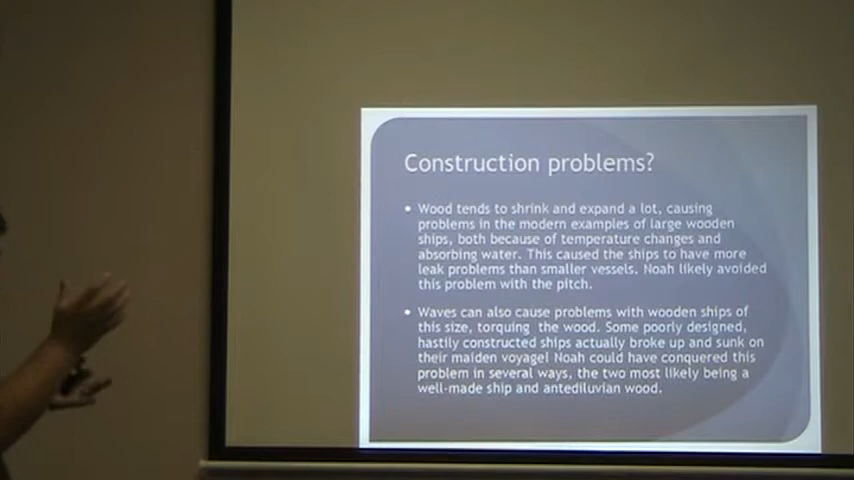 Construction problems?
• Wood tends to shrink and expand a lot, causing
problems in the modern examples of large wooden
ships, both because of temperature changes and
absorbing water. This caused the ships to have more
leak problems than smaller vessels. Noah likely avoided
this problem with the pitch.
• Waves can also cause problems with wooden ships of
this size, torquing the wood. Some poorly designed,
hastily constructed ships actually broke up and sunk on
their maiden voyage! Noah could have conquered this
problem in several ways, the two most likely being a
well-made ship and antediluvian wood.